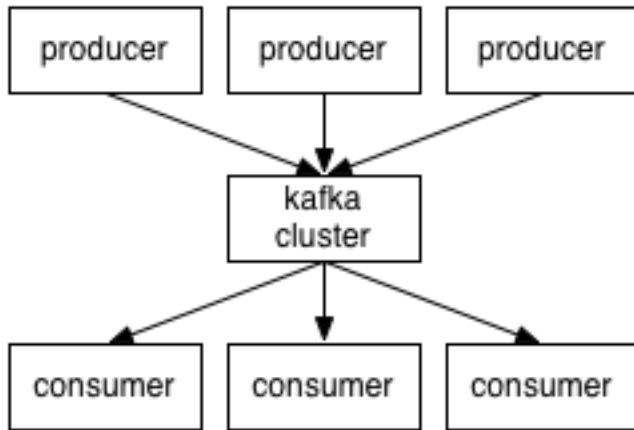 producer
producer
producer
kafka
cluster
consumer
consumer
consumer